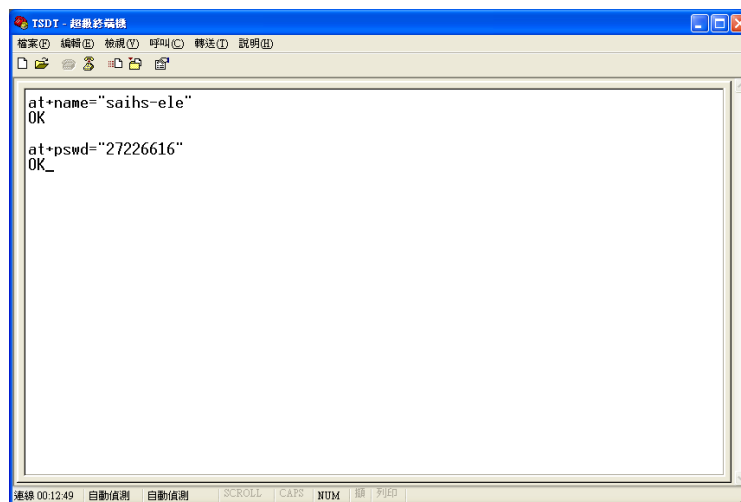 TSDT - 超級終端機
檔案(F) 編輯(E) 檢視(V) 呼叫(C) 轉送(T) 說明(H)
at+name="saihs-ele"
OK
at+pswd="27226616"
OK_
連線 00:12:49 自動偵測 自動偵測 SCROLL CAPS NUM 擷 列印